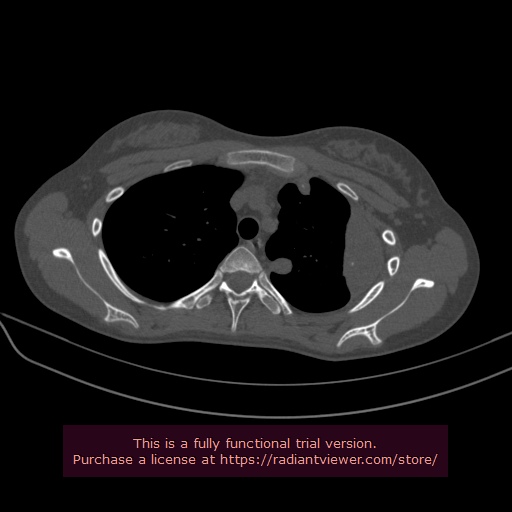 This is a fully functional trial version.
Purchase a license at https://radiantviewer.com/store/